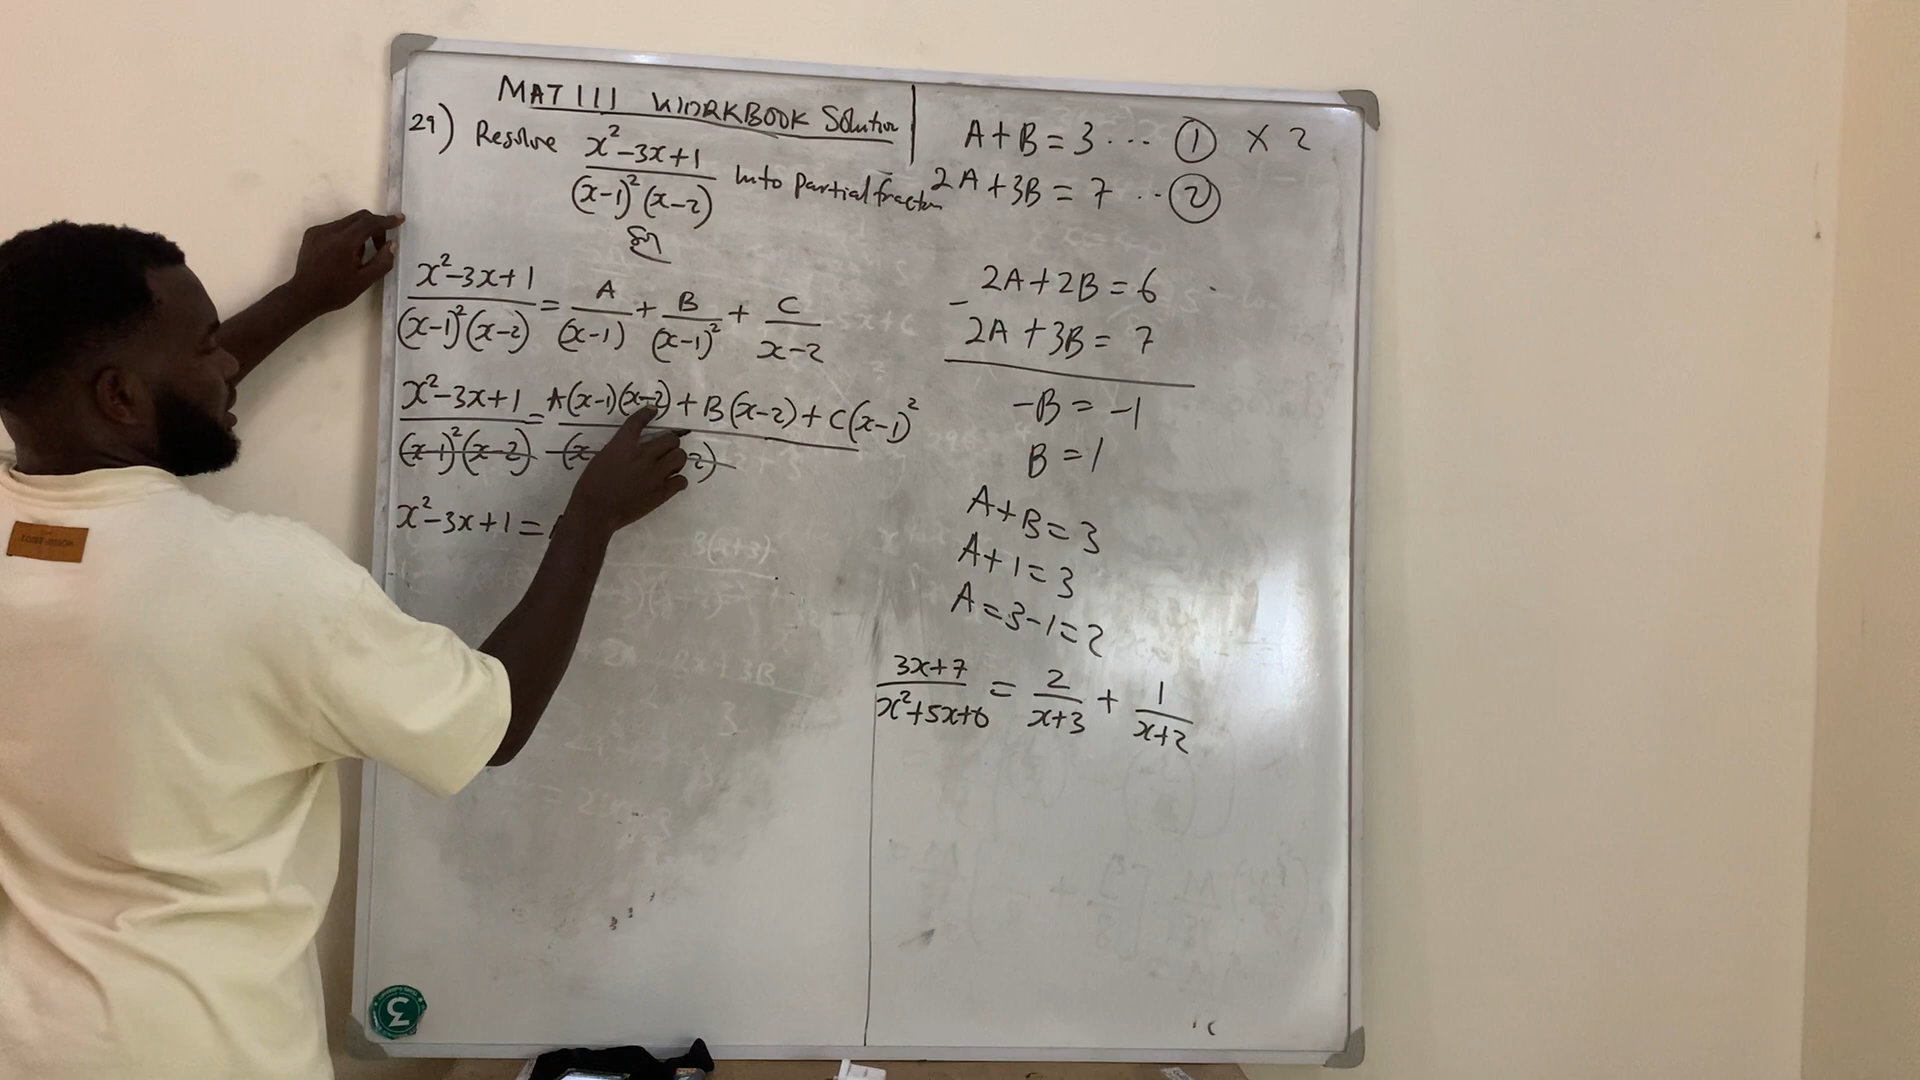 MAT 111 WORKBOOK Solution
29) Resolve x²-3x+1 / (x-1)²(x-2) into partial fraction
x²-3x+1 / (x-1)²(x-2) = A / (x-1) + B / (x-1)² + C / x-2
x²-3x+1 / (x-1)²(x-2) = A(x-1)(x-2) + B(x-2) + C(x-1)²
x²-3x+1 =
A+B=3 ... ① × 2
2A+3B=7 ..②
2A+2B=6
- 2A+3B=7
-B=-1
B=1
A+B=3
A+1=3
A=3-1=2
3x+7 / x²+5x+6 = 2 / x+3 + 1 / x+2